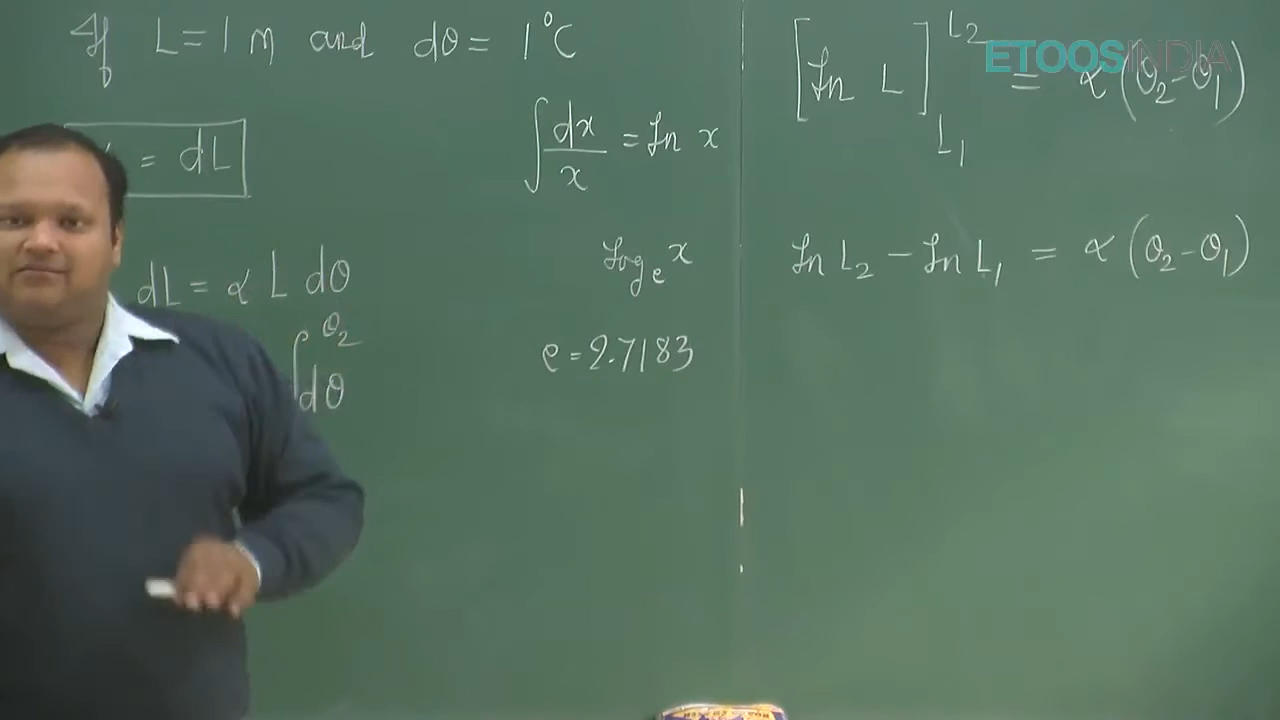 If L = 1 m and dθ = 1°C
= dL
dL = α L dθ
∫ θ2
dθ
∫ dx/x = ln x
log_e x
e = 2.7183
[ln L] L2 L1 = α (θ2 − θ1)
ln L2 − ln L1 = α (θ2 − θ1)
ETOOSINDIA